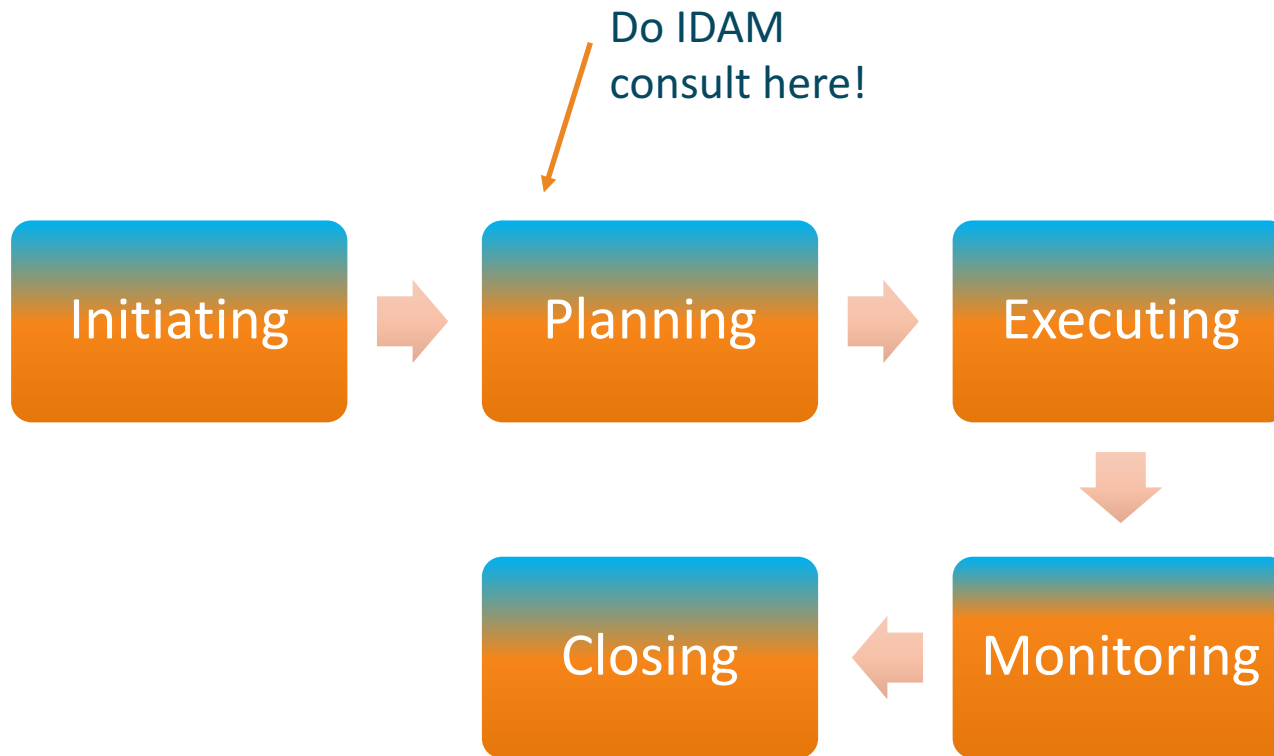 Do IDAM
consult here!
Initiating
Planning
Executing
Monitoring
Closing